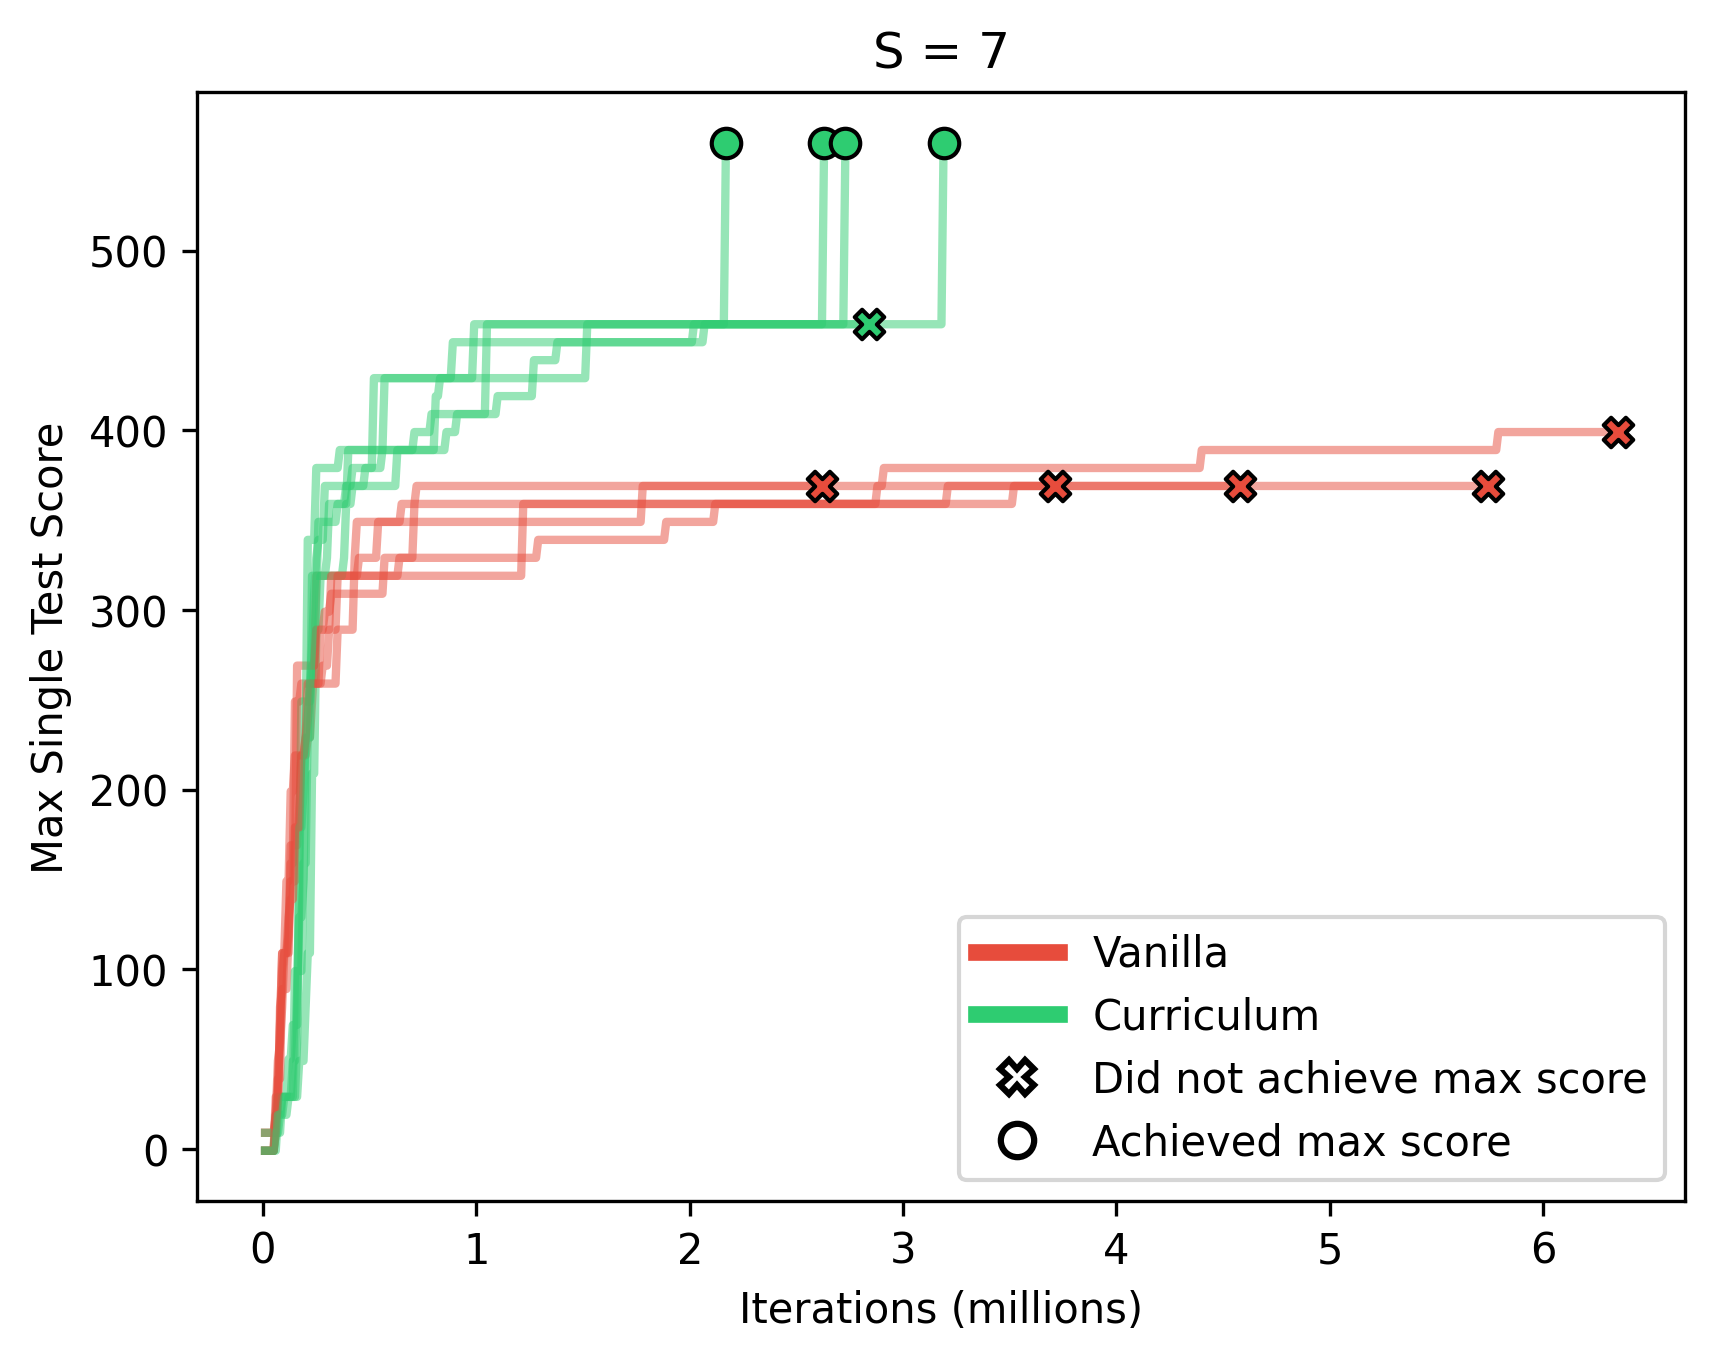 S = 7
Max Single Test Score
500
400
300
200
100
0
0 1 2 3 4 5 6
Iterations (millions)
Vanilla
Curriculum
Did not achieve max score
Achieved max score